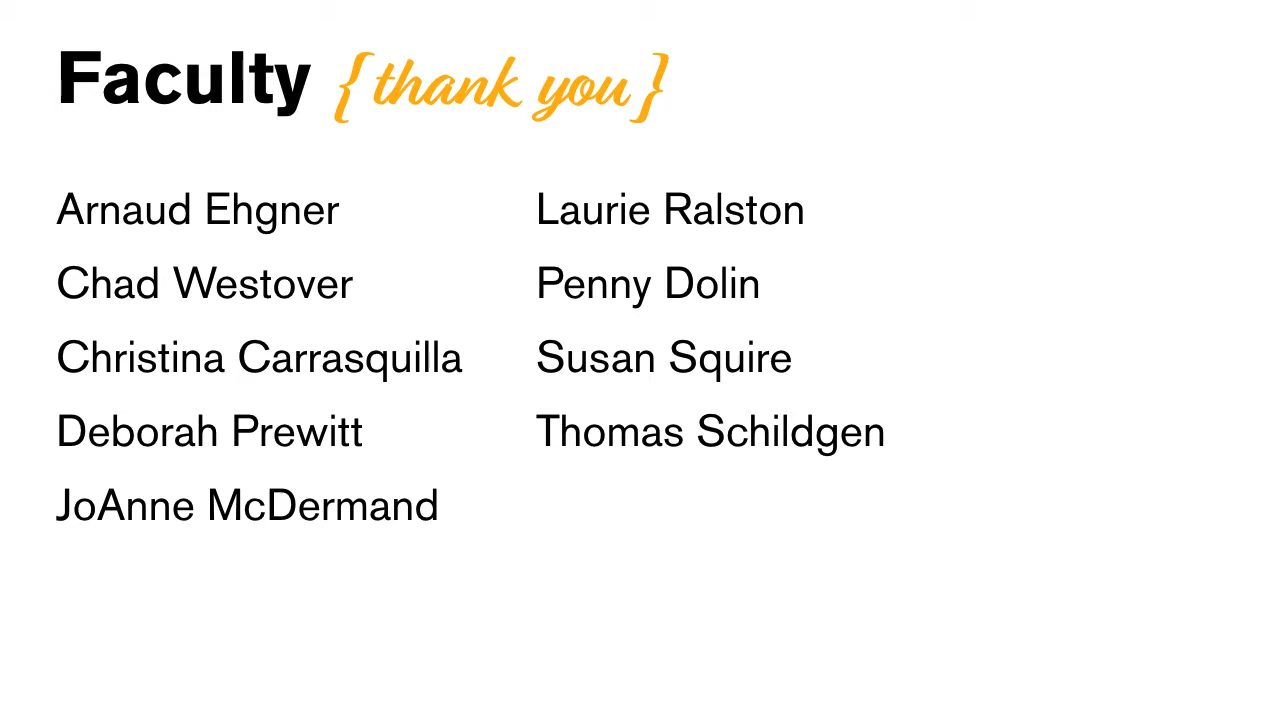 Faculty {thank you}
Arnaud Ehgner
Chad Westover
Christina Carrasquilla
Deborah Prewitt
JoAnne McDermand
Laurie Ralston
Penny Dolin
Susan Squire
Thomas Schildgen